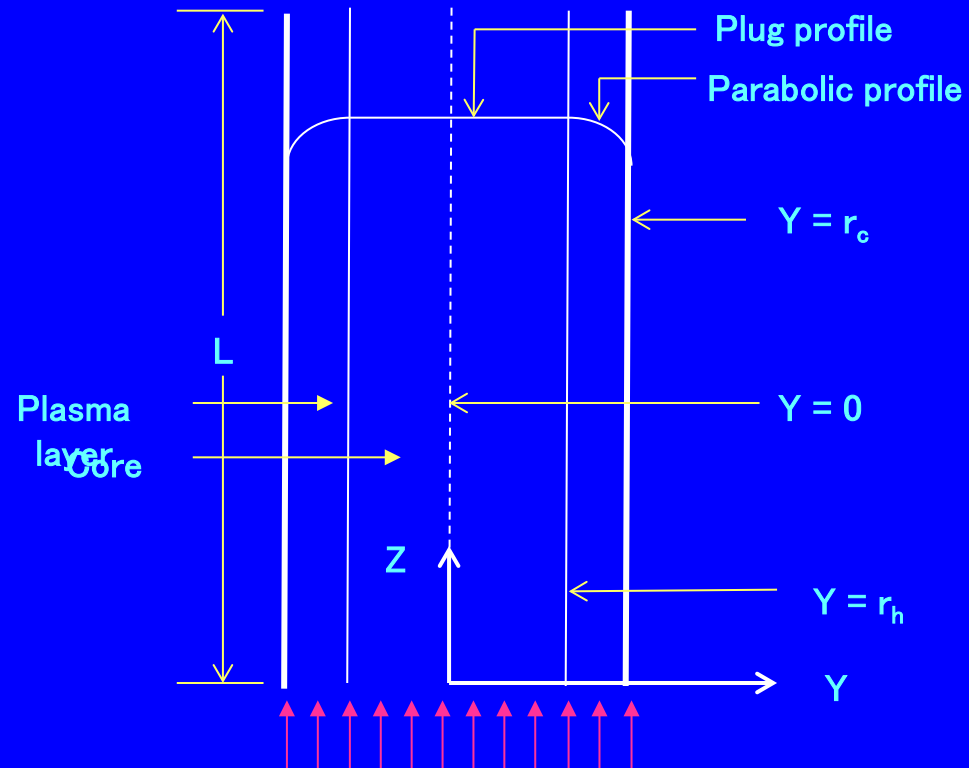 Plug profile
Parabolic profile
Y = rc
L
Plasma
layer
Core
Y = 0
Z
Y = rh
Y